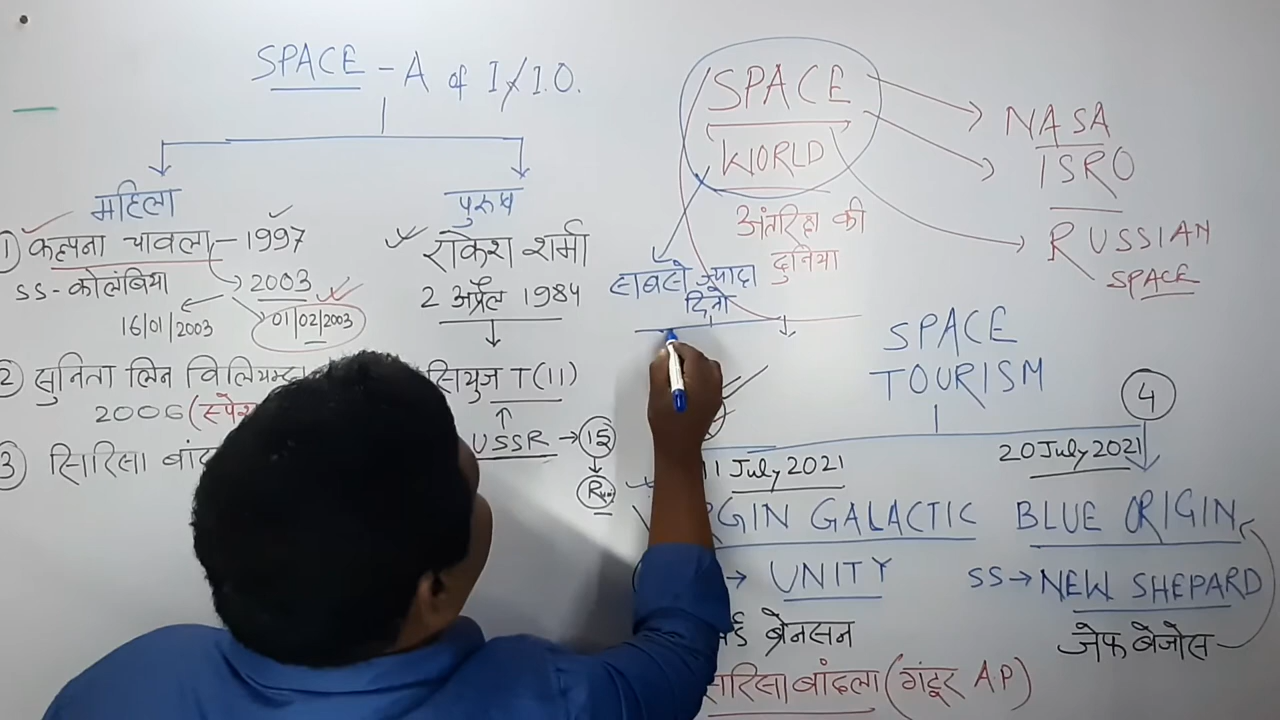 SPACE - A of I/I.O.
महिला
पुरुष
① कल्पना चावला - 1997
SS - कोलंबिया
2003
16/01/2003
01/02/2003
② सुनिता लिन
2006 (स्पेस
③ सिरिसा
राकेश शर्मा
2 अप्रैल 1984
T(11)
USSR → 15
R
SPACE
WORLD
अंतरिक्ष की
दुनिया
NASA
ISRO
RUSSIAN
SPACE
सबसे ज्यादा
SPACE
TOURISM
4
July 2021
20 July 2021
GALACTIC
BLUE ORIGIN
→ UNITY
SS → NEW SHEPARD
ब्रेनसन
जेफ बेजोस
बांदला (गंटूर AP)